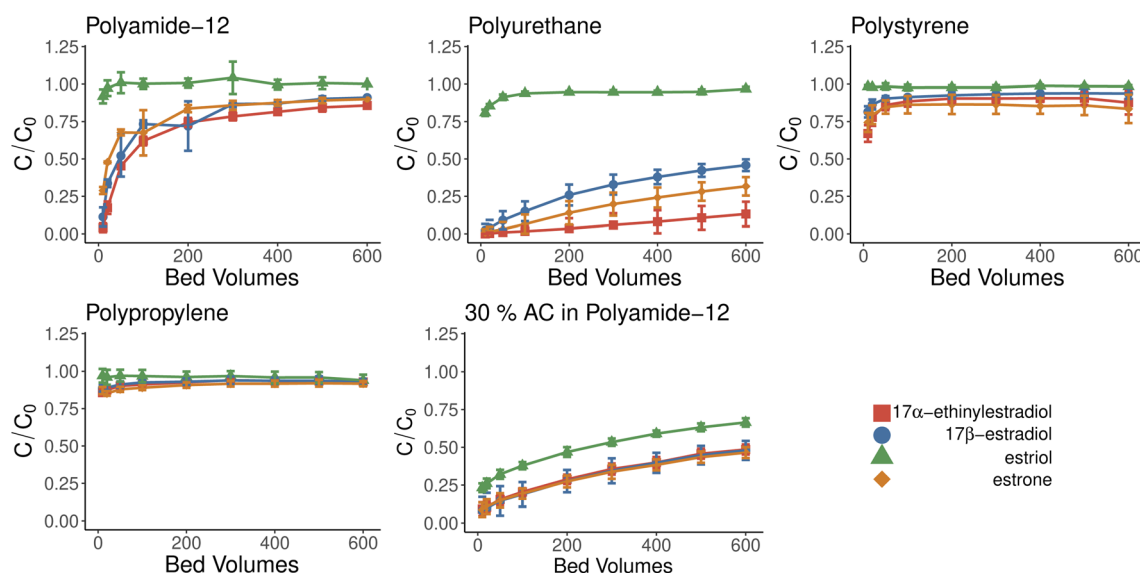 Polyamide−12
Polyurethane
Polystyrene
1.25
1.00
0.75
0.50
0.25
0.00
C/C₀
0
200
400
600
Bed Volumes
1.25
1.00
0.75
0.50
0.25
0.00
C/C₀
0
200
400
600
Bed Volumes
1.25
1.00
0.75
0.50
0.25
0.00
C/C₀
0
200
400
600
Bed Volumes
Polypropylene
30 % AC in Polyamide−12
1.25
1.00
0.75
0.50
0.25
0.00
C/C₀
0
200
400
600
Bed Volumes
1.25
1.00
0.75
0.50
0.25
0.00
C/C₀
0
200
400
600
Bed Volumes
17α−ethinylestradiol
17β−estradiol
estriol
estrone